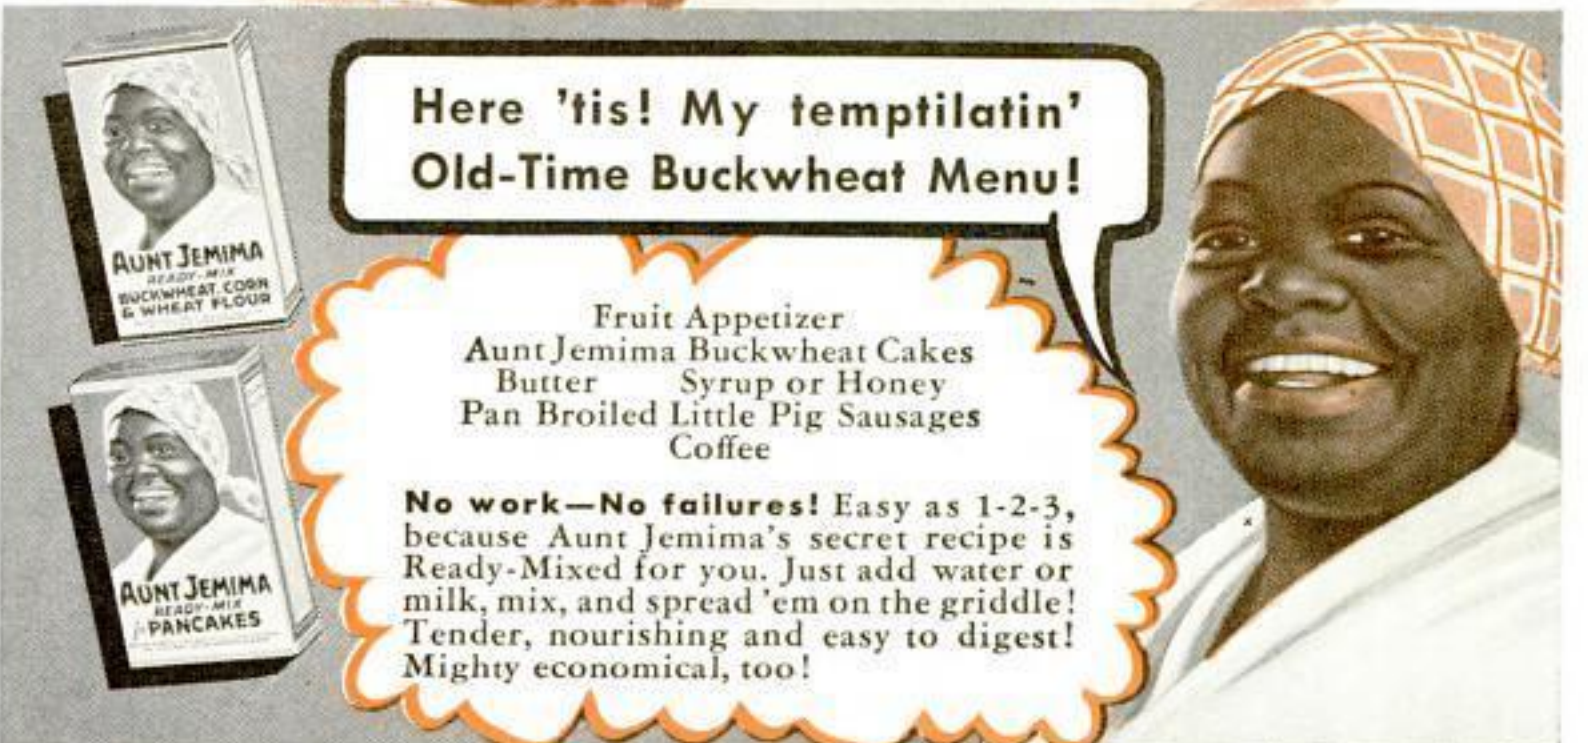 Here 'tis! My temptilatin'
Old-Time Buckwheat Menu!
Fruit Appetizer
Aunt Jemima Buckwheat Cakes
Butter Syrup or Honey
Pan Broiled Little Pig Sausages
Coffee
No work—No failures! Easy as 1-2-3,
because Aunt Jemima's secret recipe is
Ready-Mixed for you. Just add water or
milk, mix, and spread 'em on the griddle!
Tender, nourishing and easy to digest!
Mighty economical, too!
AUNT JEMIMA
READY-MIX
BUCKWHEAT, CORN
& WHEAT FLOUR
AUNT JEMIMA
READY-MIX
for PANCAKES